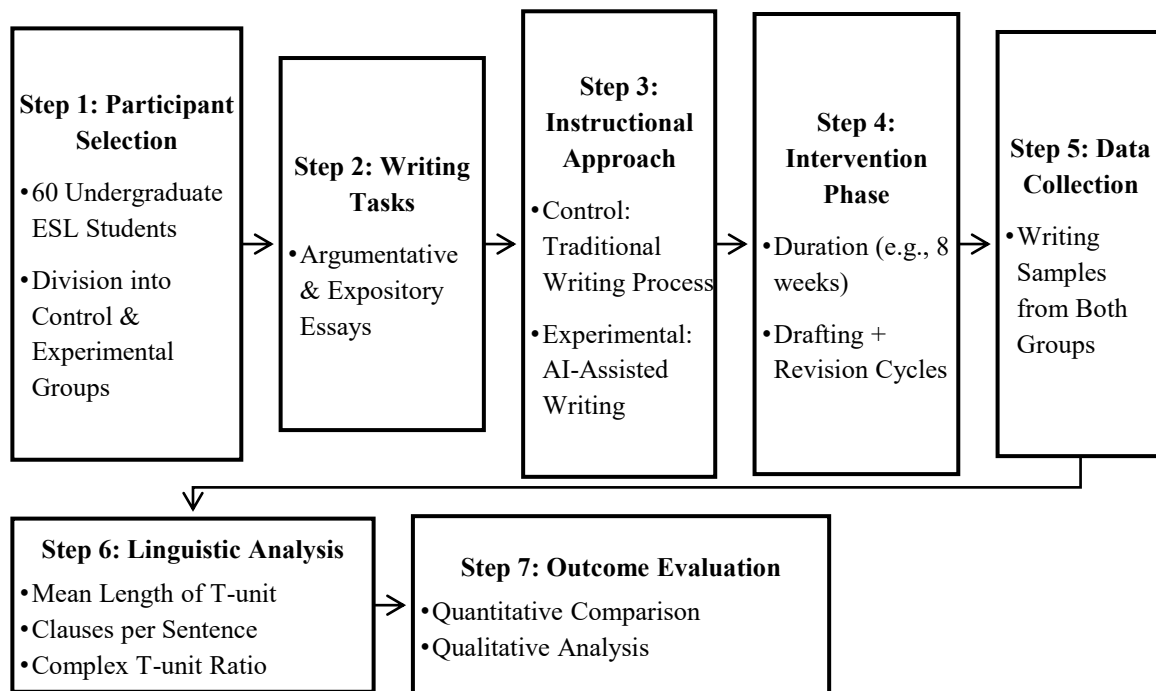 Step 1: Participant
Selection
•60 Undergraduate
ESL Students
•Division into
Control &
Experimental
Groups
Step 2: Writing
Tasks
•Argumentative
& Expository
Essays
Step 3:
Instructional
Approach
•Control:
Traditional
Writing Process
•Experimental:
AI-Assisted
Writing
Step 4:
Intervention
Phase
•Duration (e.g., 8
weeks)
•Drafting +
Revision Cycles
Step 5: Data
Collection
•Writing
Samples
from Both
Groups
Step 6: Linguistic Analysis
•Mean Length of T-unit
•Clauses per Sentence
•Complex T-unit Ratio
Step 7: Outcome Evaluation
•Quantitative Comparison
•Qualitative Analysis